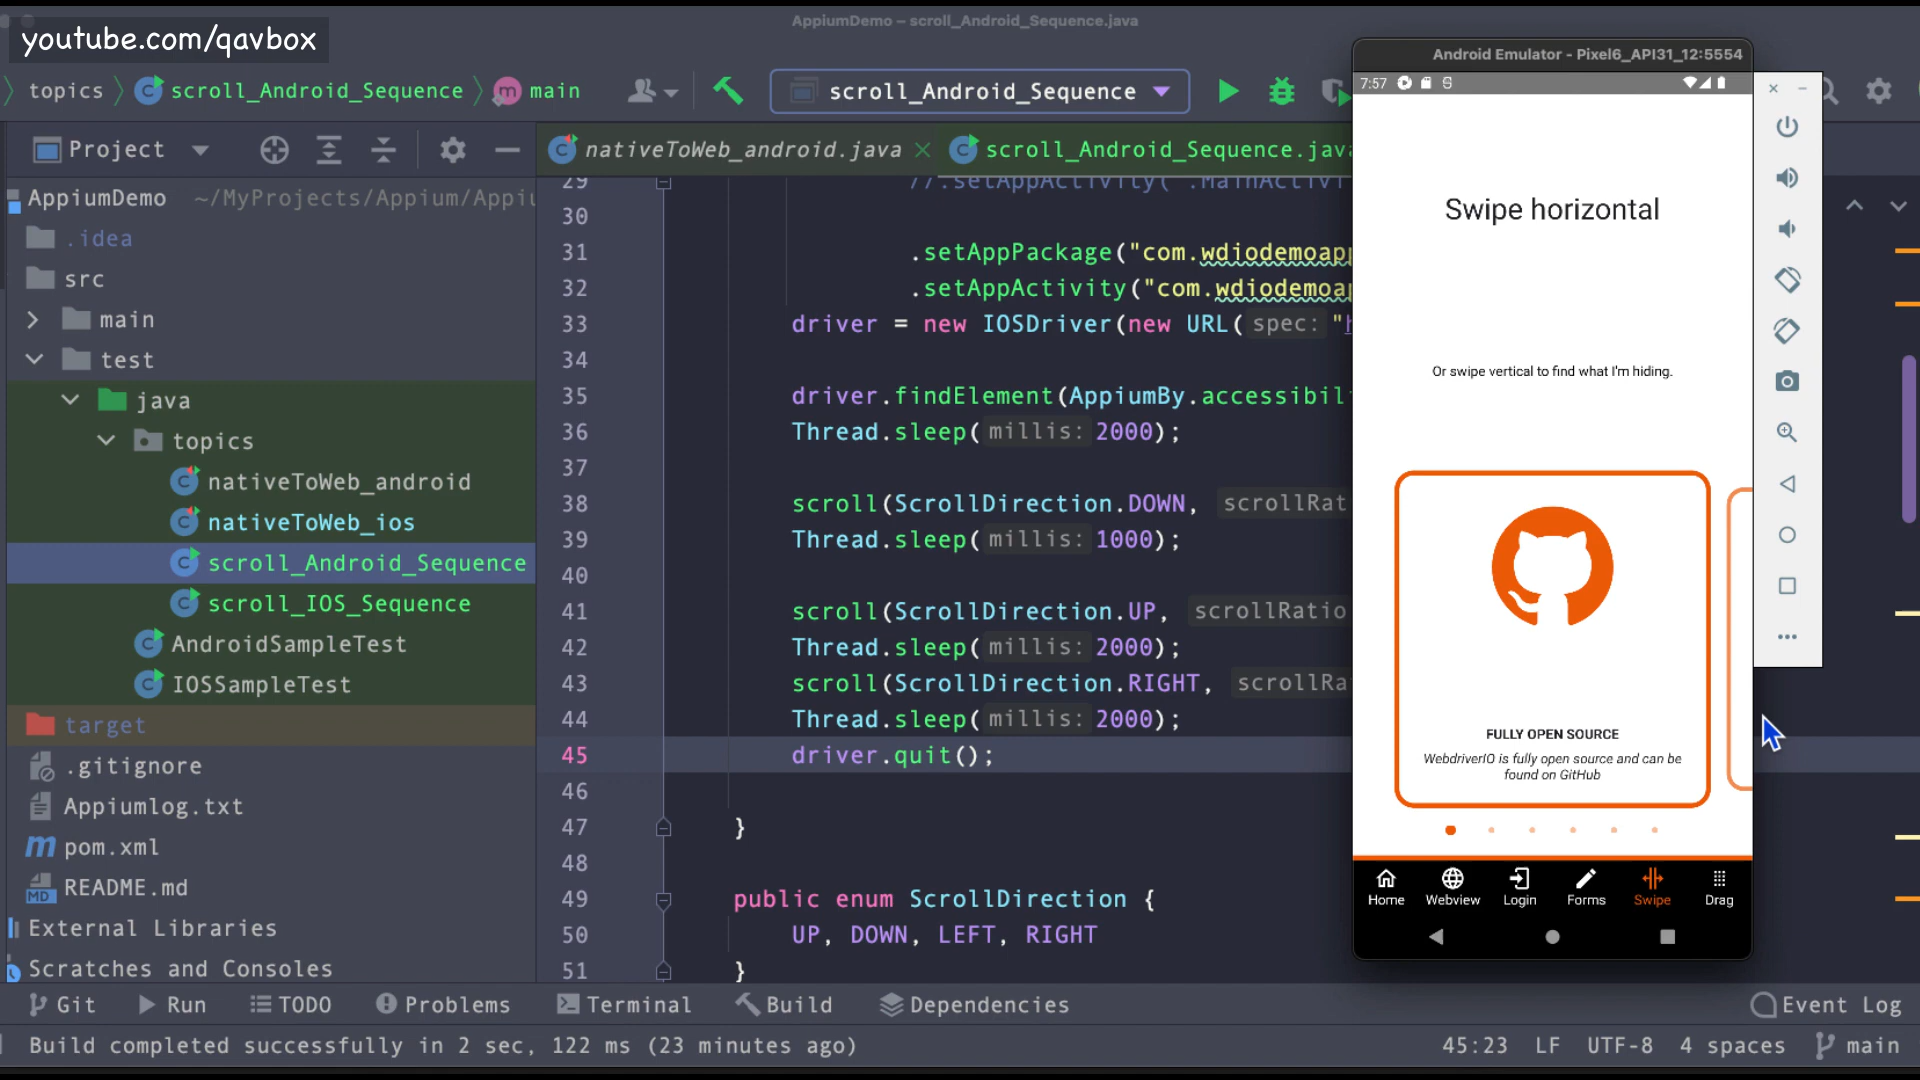 AppiumDemo – scroll_Android_Sequence.java
youtube.com/qavbox
topics
scroll_Android_Sequence
main
scroll_Android_Sequence
Project
nativeToWeb_android.java
scroll_Android_Sequence.java
AppiumDemo ~/MyProjects/Appium/Appiu
.idea
src
main
test
java
topics
nativeToWeb_android
nativeToWeb_ios
scroll_Android_Sequence
scroll_IOS_Sequence
AndroidSampleTest
IOSSampleTest
target
.gitignore
Appiumlog.txt
pom.xml
README.md
External Libraries
Scratches and Consoles
29 //.setAppActivity(".MainActivi
30
31 .setAppPackage("com.wdiodemoapp
32 .setAppActivity("com.wdiodemoap
33 driver = new IOSDriver(new URL( spec: "h
34
35 driver.findElement(AppiumBy.accessibili
36 Thread.sleep( millis: 2000);
37
38 scroll(ScrollDirection.DOWN, scrollRat
39 Thread.sleep( millis: 1000);
40
41 scroll(ScrollDirection.UP, scrollRatio
42 Thread.sleep( millis: 2000);
43 scroll(ScrollDirection.RIGHT, scrollRa
44 Thread.sleep( millis: 2000);
45 driver.quit();
46
47 }
48
49 public enum ScrollDirection {
50 UP, DOWN, LEFT, RIGHT
51 }
Android Emulator - Pixel6_API31_12:5554
7:57
Swipe horizontal
Or swipe vertical to find what I'm hiding.
FULLY OPEN SOURCE
WebdriverIO is fully open source and can be
found on GitHub
Home Webview Login Forms Swipe Drag
Git Run TODO Problems Terminal Build Dependencies Event Log
Build completed successfully in 2 sec, 122 ms (23 minutes ago) 45:23 LF UTF-8 4 spaces main